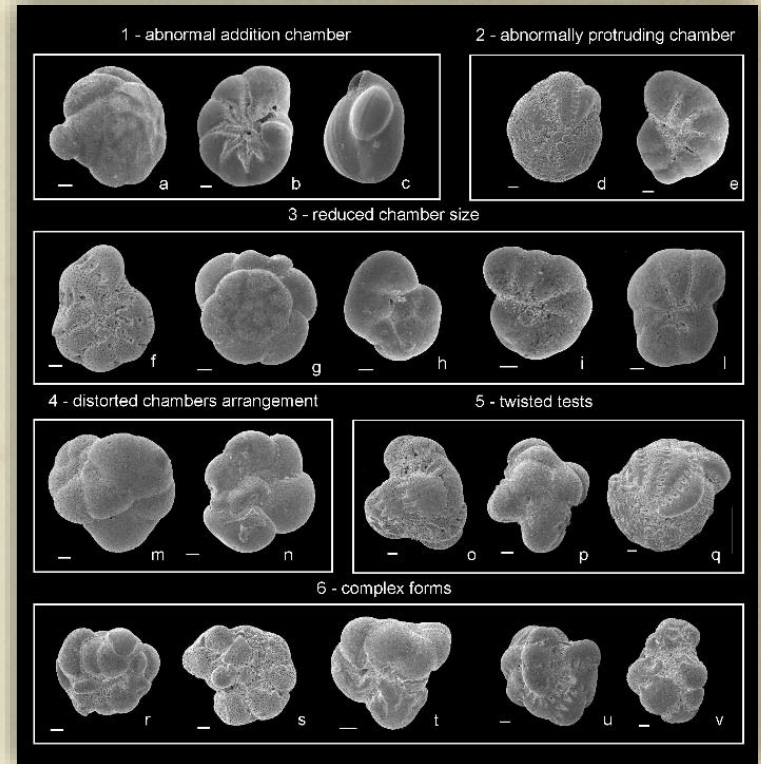 1 - abnormal addition chamber
2 - abnormally protruding chamber
a b c d e
3 - reduced chamber size
f g h i l
4 - distorted chambers arrangement
5 - twisted tests
m n o p q
6 - complex forms
r s t u v